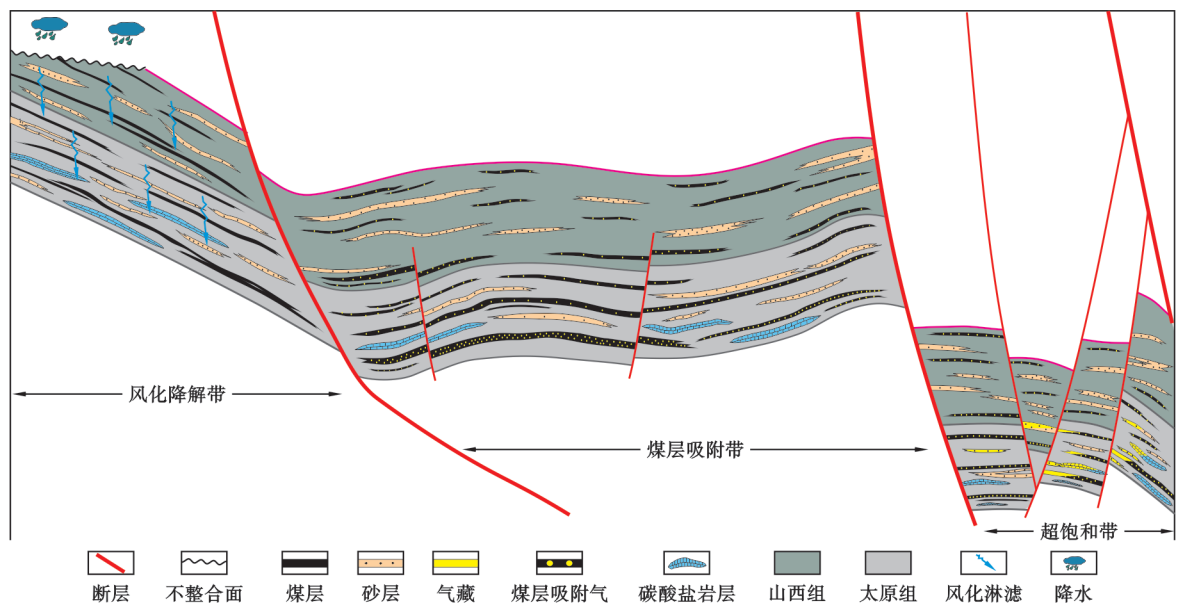 风化降解带
煤层吸附带
超饱和带
断层
不整合面
煤层
砂层
气藏
煤层吸附气
碳酸盐岩层
山西组
太原组
风化淋滤
降水